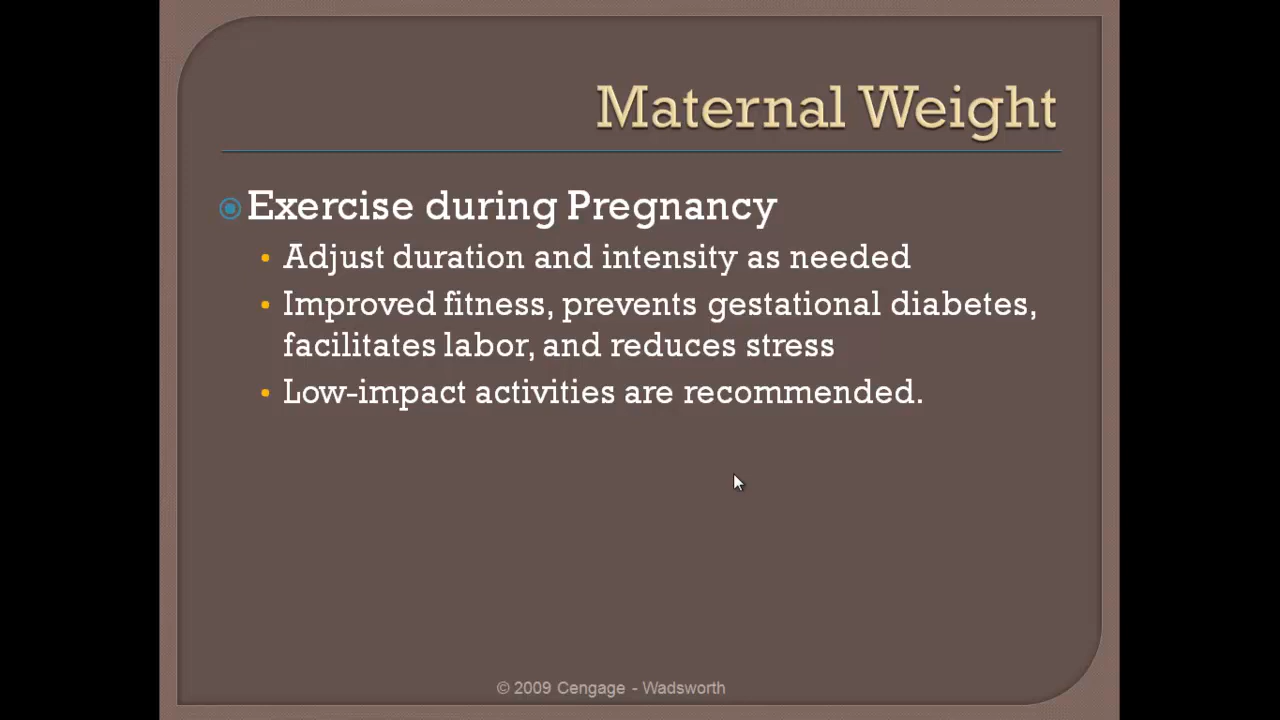 Maternal Weight
Exercise during Pregnancy
Adjust duration and intensity as needed
Improved fitness, prevents gestational diabetes,
facilitates labor, and reduces stress
Low-impact activities are recommended.
© 2009 Cengage - Wadsworth